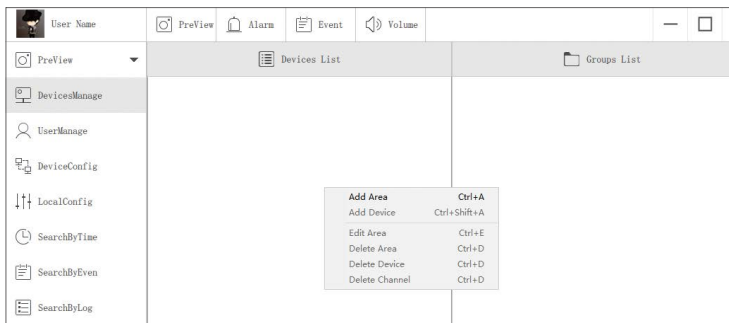 User Name
PreView
Alarm
Event
Volume
PreView
Devices List
Groups List
DevicesManage
UserManage
DeviceConfig
LocalConfig
SearchByTime
SearchByEven
SearchByLog
Add Area Ctrl+A
Add Device Ctrl+Shift+A
Edit Area Ctrl+E
Delete Area Ctrl+D
Delete Device Ctrl+D
Delete Channel Ctrl+D